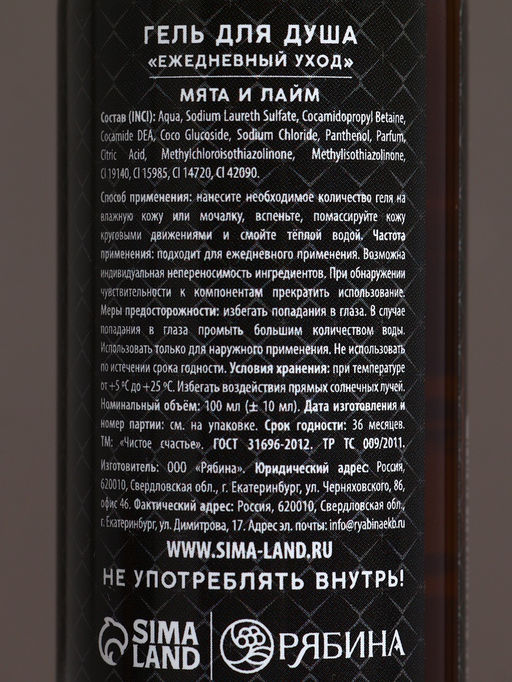 ГЕЛЬ ДЛЯ ДУША
«ЕЖЕДНЕВНЫЙ УХОД»
МЯТА И ЛАЙМ
Состав (INCI): Aqua, Sodium Laureth Sulfate, Cocamidopropyl Betaine,
Cocamide DEA, Coco Glucoside, Sodium Chloride, Panthenol, Parfum,
Citric Acid, Methylchloroisothiazolinone, Methylisothiazolinone,
CI 19140, CI 15985, CI 14720, CI 42090.
Способ применения: нанесите необходимое количество геля на
влажную кожу или мочалку, вспеньте, помассируйте кожу
круговыми движениями и смойте тёплой водой. Частота
применения: подходит для ежедневного применения. Возможна
индивидуальная непереносимость ингредиентов. При обнаружении
чувствительности к компонентам прекратить использование.
Меры предосторожности: избегать попадания в глаза. В случае
попадания в глаза промыть большим количеством воды.
Использовать только для наружного применения. Не использовать
по истечении срока годности. Условия хранения: при температуре
от +5 ºС до +25 ºС. Избегать воздействия прямых солнечных лучей.
Номинальный объём: 100 мл (± 10 мл). Дата изготовления и
номер партии: см. на упаковке. Срок годности: 36 месяцев.
ТМ: «Чистое счастье». ГОСТ 31696-2012. ТР ТС 009/2011.
Изготовитель: ООО «Рябина». Юридический адрес: Россия,
620010, Свердловская обл., г. Екатеринбург, ул. Черняховского, 86,
офис 46. Фактический адрес: Россия, 620010, Свердловская обл.,
г. Екатеринбург, ул. Димитрова, 17. Адрес эл. почты: info@ryabinaekb.ru
WWW.SIMA-LAND.RU
НЕ УПОТРЕБЛЯТЬ ВНУТРЬ!
SIMA LAND РЯБИНА